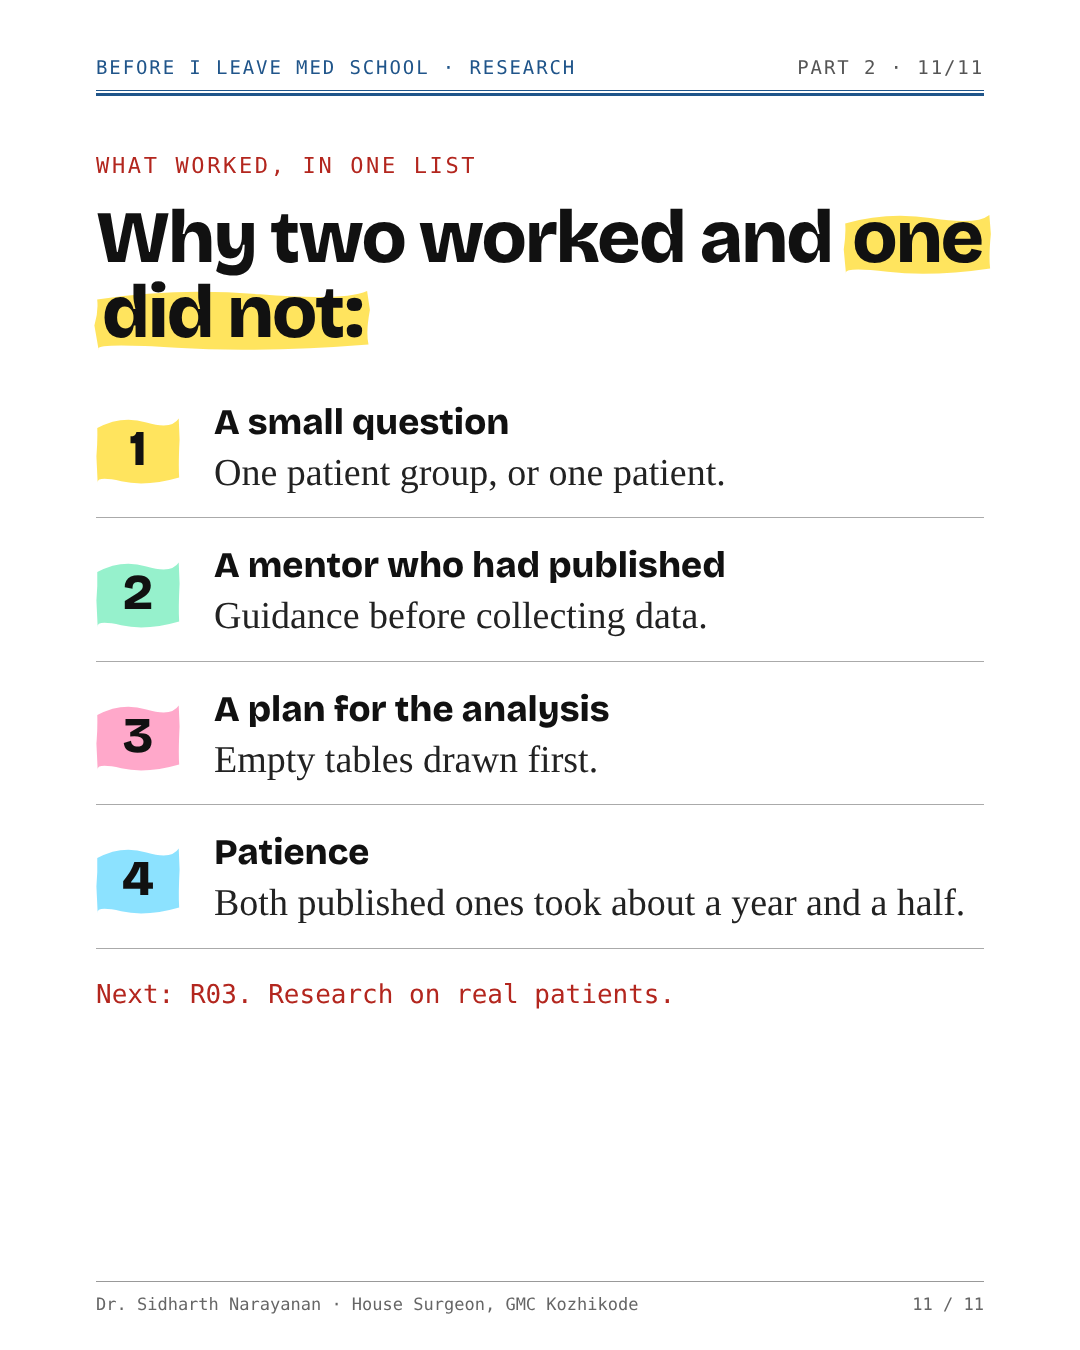 BEFORE I LEAVE MED SCHOOL · RESEARCH
PART 2 · 11/11
WHAT WORKED, IN ONE LIST
Why two worked and one
did not:
1
A small question
One patient group, or one patient.
2
A mentor who had published
Guidance before collecting data.
3
A plan for the analysis
Empty tables drawn first.
4
Patience
Both published ones took about a year and a half.
Next: R03. Research on real patients.
Dr. Sidharth Narayanan · House Surgeon, GMC Kozhikode
11 / 11